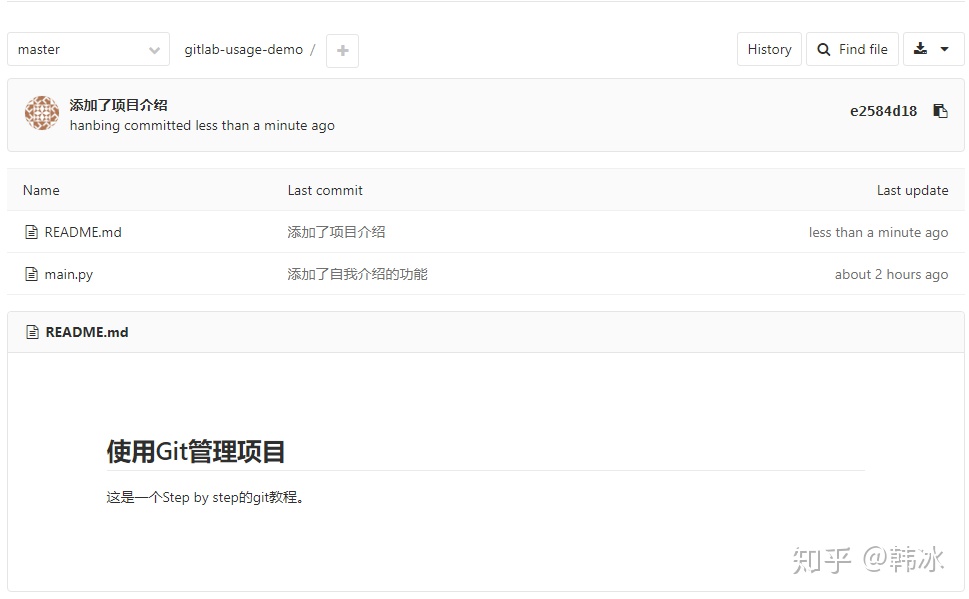 master gitlab-usage-demo / + History Find file
添加了项目介绍
hanbing committed less than a minute ago e2584d18
Name Last commit Last update
README.md 添加了项目介绍 less than a minute ago
main.py 添加了自我介绍的功能 about 2 hours ago
README.md
使用Git管理项目
这是一个Step by step的git教程。
知乎 @韩冰